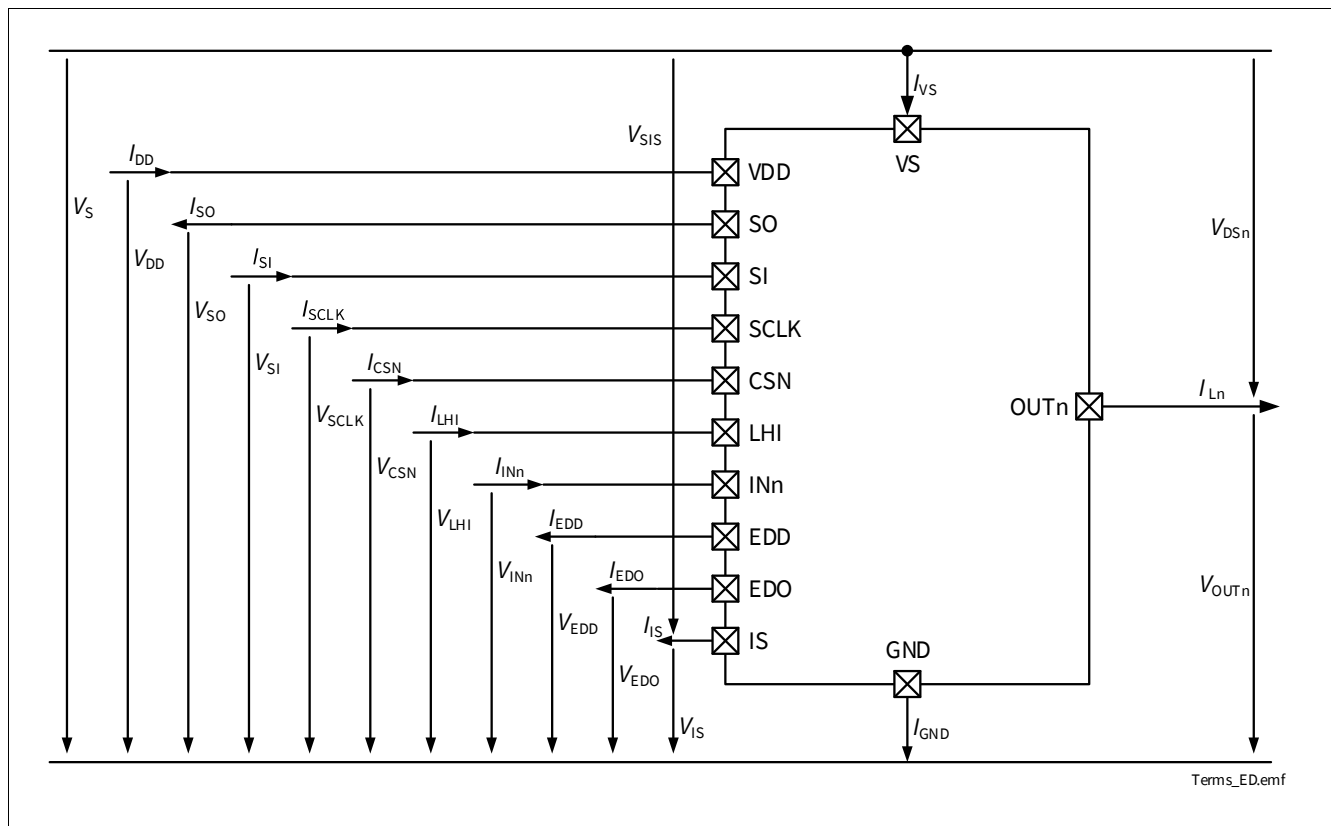 I_VS
V_SIS
VS
I_DD
VDD
V_S
I_SO
SO
V_DSn
V_DD
I_SI
SI
V_SO
I_SCLK
SCLK
V_SI
I_CSN
CSN
I_Ln
OUTn
V_SCLK
I_LHI
LHI
V_CSN
I_INn
INn
V_LHI
I_EDD
EDD
V_INn
I_EDO
EDO
V_OUTn
V_EDD
I_IS
IS
GND
V_EDO
V_IS
I_GND
Terms_ED.emf